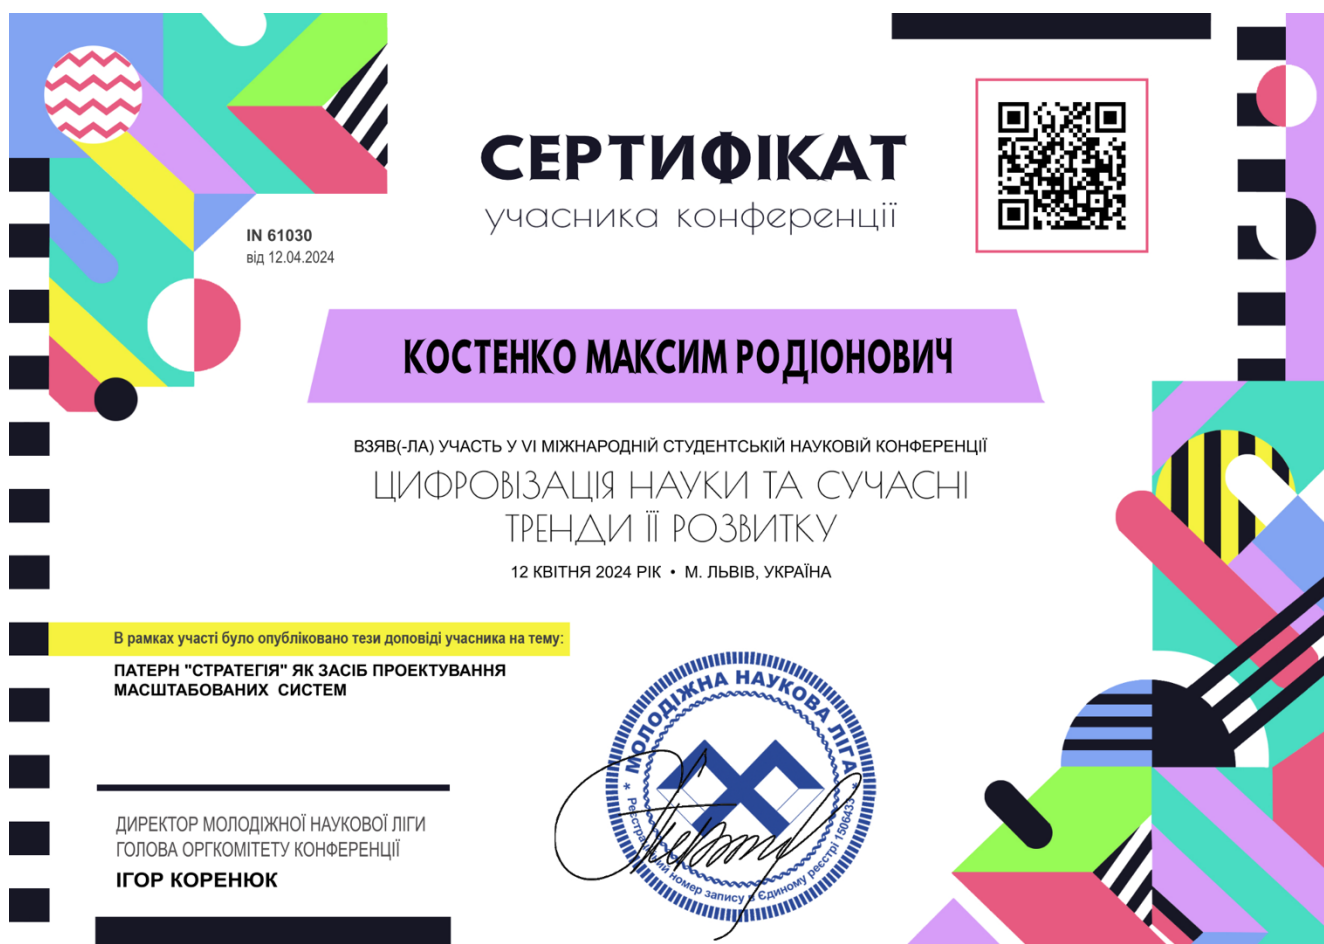 СЕРТИФІКАТ
учасника конференції
IN 61030
від 12.04.2024
КОСТЕНКО МАКСИМ РОДІОНОВИЧ
ВЗЯВ(-ЛА) УЧАСТЬ У VI МІЖНАРОДНІЙ СТУДЕНТСЬКІЙ НАУКОВІЙ КОНФЕРЕНЦІЇ
ЦИФРОВІЗАЦІЯ НАУКИ ТА СУЧАСНІ
ТРЕНДИ ЇЇ РОЗВИТКУ
12 КВІТНЯ 2024 РІК • М. ЛЬВІВ, УКРАЇНА
В рамках участі було опубліковано тези доповіді учасника на тему:
ПАТЕРН "СТРАТЕГІЯ" ЯК ЗАСІБ ПРОЕКТУВАННЯ
МАСШТАБОВАНИХ СИСТЕМ
* МОЛОДІЖНА НАУКОВА ЛІГА *
Реєстраційний номер запису в Єдиному реєстрі 1506433
ДИРЕКТОР МОЛОДІЖНОЇ НАУКОВОЇ ЛІГИ
ГОЛОВА ОРГКОМІТЕТУ КОНФЕРЕНЦІЇ
ІГОР КОРЕНЮК